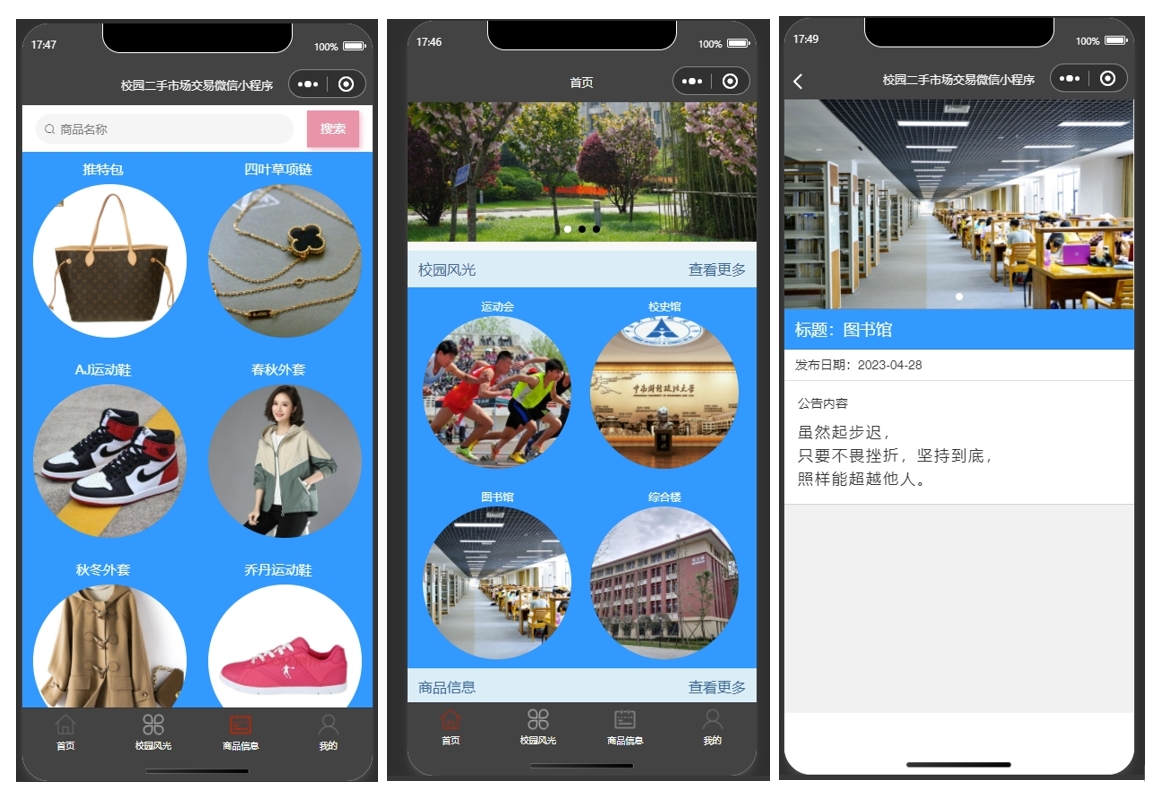 17:47
100%
校园二手市场交易微信小程序
商品名称
搜索
推特包
四叶草项链
AJ运动鞋
春秋外套
秋冬外套
乔丹运动鞋
首页
校园风光
商品信息
我的
17:46
100%
首页
校园风光
查看更多
运动会
校史馆
中南财经政法大学
图书馆
综合楼
商品信息
查看更多
首页
校园风光
商品信息
我的
17:49
100%
校园二手市场交易微信小程序
标题：图书馆
发布日期：2023-04-28
公告内容
虽然起步迟，
只要不畏挫折，坚持到底，
照样能超越他人。